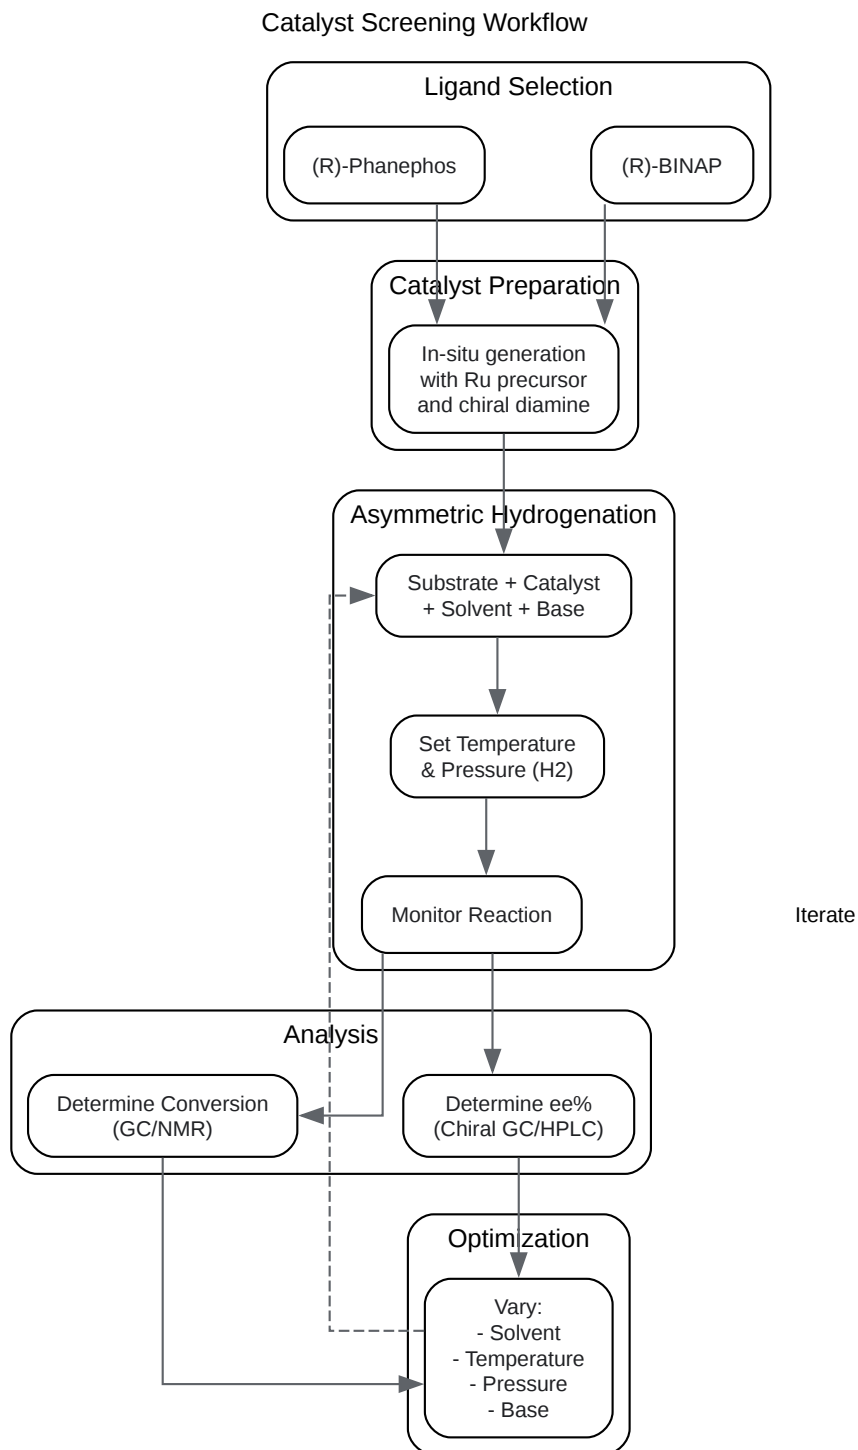 Catalyst Screening Workflow
Ligand Selection
(R)-Phanephos
(R)-BINAP
Catalyst Preparation
In-situ generation
with Ru precursor
and chiral diamine
Asymmetric Hydrogenation
Substrate + Catalyst
+ Solvent + Base
Set Temperature
& Pressure (H2)
Monitor Reaction
Iterate
Analysis
Determine Conversion
(GC/NMR)
Determine ee%
(Chiral GC/HPLC)
Optimization
Vary:
- Solvent
- Temperature
- Pressure
- Base